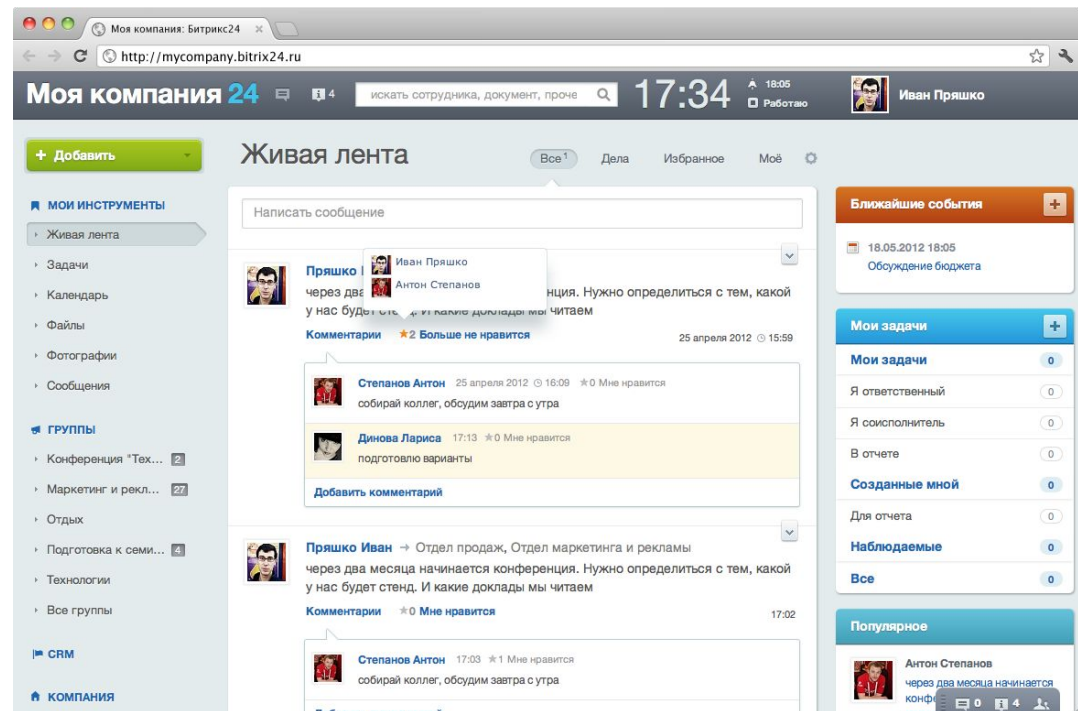 Моя компания: Битрикс24
http://mycompany.bitrix24.ru
Моя компания 24
4
искать сотрудника, документ, проче
17:34
18:05
Работаю
Иван Пряшко
+ Добавить
МОИ ИНСТРУМЕНТЫ
Живая лента
Задачи
Календарь
Файлы
Фотографии
Сообщения
ГРУППЫ
Конференция "Тех... 2
Маркетинг и рекл... 27
Отдых
Подготовка к семи... 4
Технологии
Все группы
CRM
КОМПАНИЯ
Живая лента
Все 1 Дела Избранное Моё
Написать сообщение
Иван Пряшко
Антон Степанов
Пряшко
через два нция. Нужно определиться с тем, какой
у нас будет стенд. И какие доклады мы читаем
Комментарии ★2 Больше не нравится 25 апреля 2012 15:59
Степанов Антон 25 апреля 2012 16:09 ★0 Мне нравится
собирай коллег, обсудим завтра с утра
Динова Лариса 17:13 ★0 Мне нравится
подготовлю варианты
Добавить комментарий
Пряшко Иван → Отдел продаж, Отдел маркетинга и рекламы
через два месяца начинается конференция. Нужно определиться с тем, какой
у нас будет стенд. И какие доклады мы читаем
Комментарии ★0 Мне нравится 17:02
Степанов Антон 17:03 ★1 Мне нравится
собирай коллег, обсудим завтра с утра
Ближайшие события +
18.05.2012 18:05
Обсуждение бюджета
Мои задачи +
Мои задачи 0
Я ответственный 0
Я соисполнитель 0
В отчете 0
Созданные мной 0
Для отчета 0
Наблюдаемые 0
Все 0
Популярное
Антон Степанов
через два месяца начинается
0 4